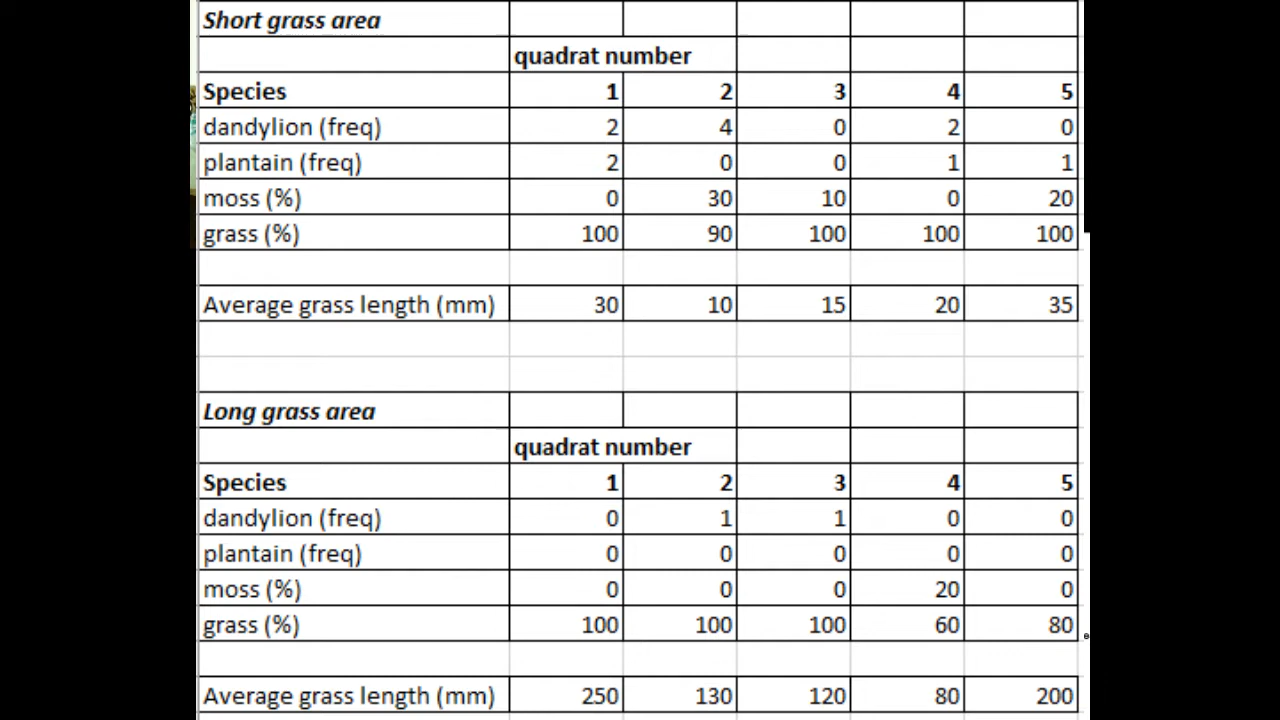 Short grass area
quadrat number
Species 1 2 3 4 5
dandylion (freq) 2 4 0 2 0
plantain (freq) 2 0 0 1 1
moss (%) 0 30 10 0 20
grass (%) 100 90 100 100 100
Average grass length (mm) 30 10 15 20 35
Long grass area
quadrat number
Species 1 2 3 4 5
dandylion (freq) 0 1 1 0 0
plantain (freq) 0 0 0 0 0
moss (%) 0 0 0 20 0
grass (%) 100 100 100 60 80
Average grass length (mm) 250 130 120 80 200